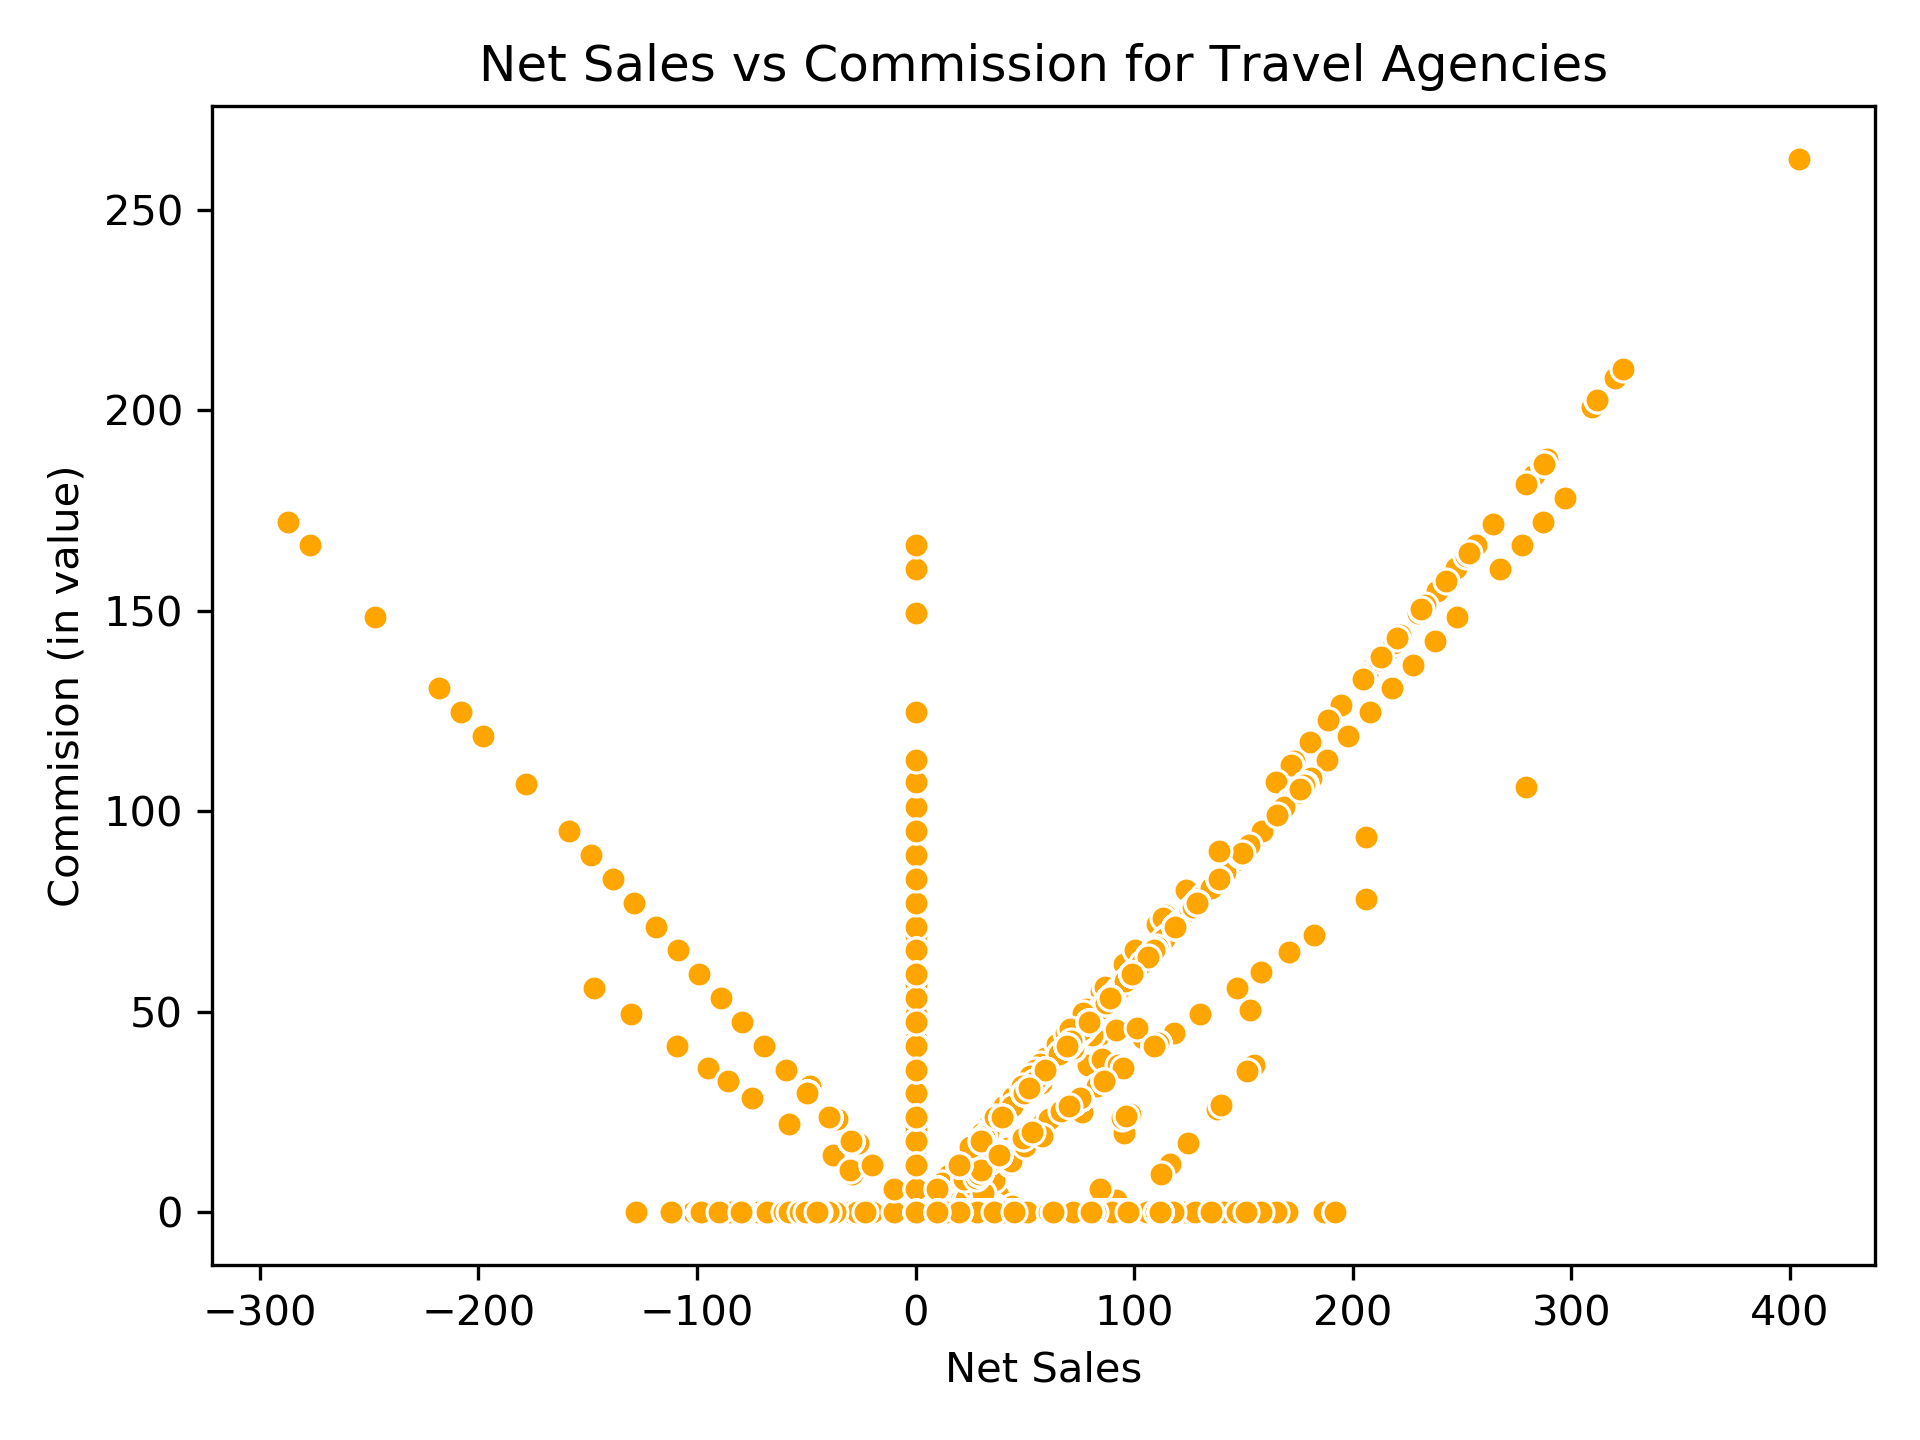 Net Sales vs Commission for Travel Agencies
Commision (in value)
250
200
150
100
50
0
−300 −200 −100 0 100 200 300 400
Net Sales